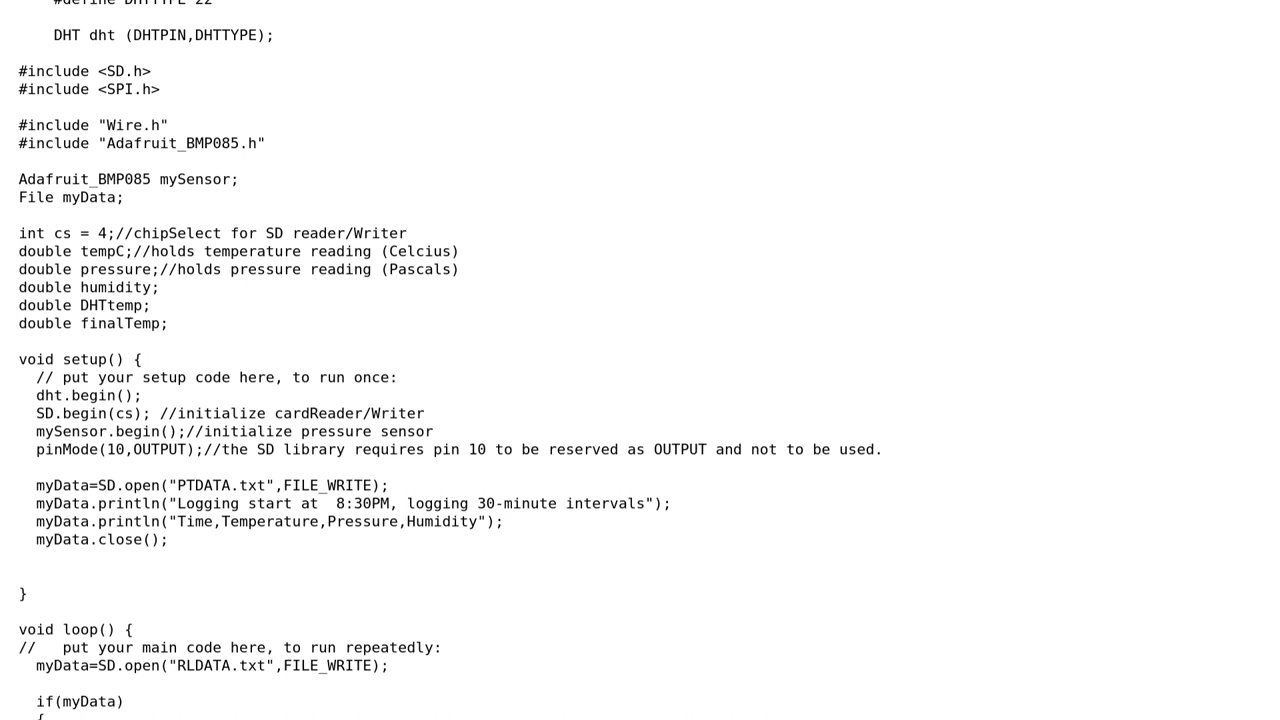 #define DHTTYPE 22
DHT dht (DHTPIN,DHTTYPE);
#include <SD.h>
#include <SPI.h>
#include "Wire.h"
#include "Adafruit_BMP085.h"
Adafruit_BMP085 mySensor;
File myData;
int cs = 4;//chipSelect for SD reader/Writer
double tempC;//holds temperature reading (Celcius)
double pressure;//holds pressure reading (Pascals)
double humidity;
double DHTtemp;
double finalTemp;
void setup() {
// put your setup code here, to run once:
dht.begin();
SD.begin(cs); //initialize cardReader/Writer
mySensor.begin();//initialize pressure sensor
pinMode(10,OUTPUT);//the SD library requires pin 10 to be reserved as OUTPUT and not to be used.
myData=SD.open("PTDATA.txt",FILE_WRITE);
myData.println("Logging start at  8:30PM, logging 30-minute intervals");
myData.println("Time,Temperature,Pressure,Humidity");
myData.close();
}
void loop() {
//   put your main code here, to run repeatedly:
myData=SD.open("RLDATA.txt",FILE_WRITE);
if(myData)
{